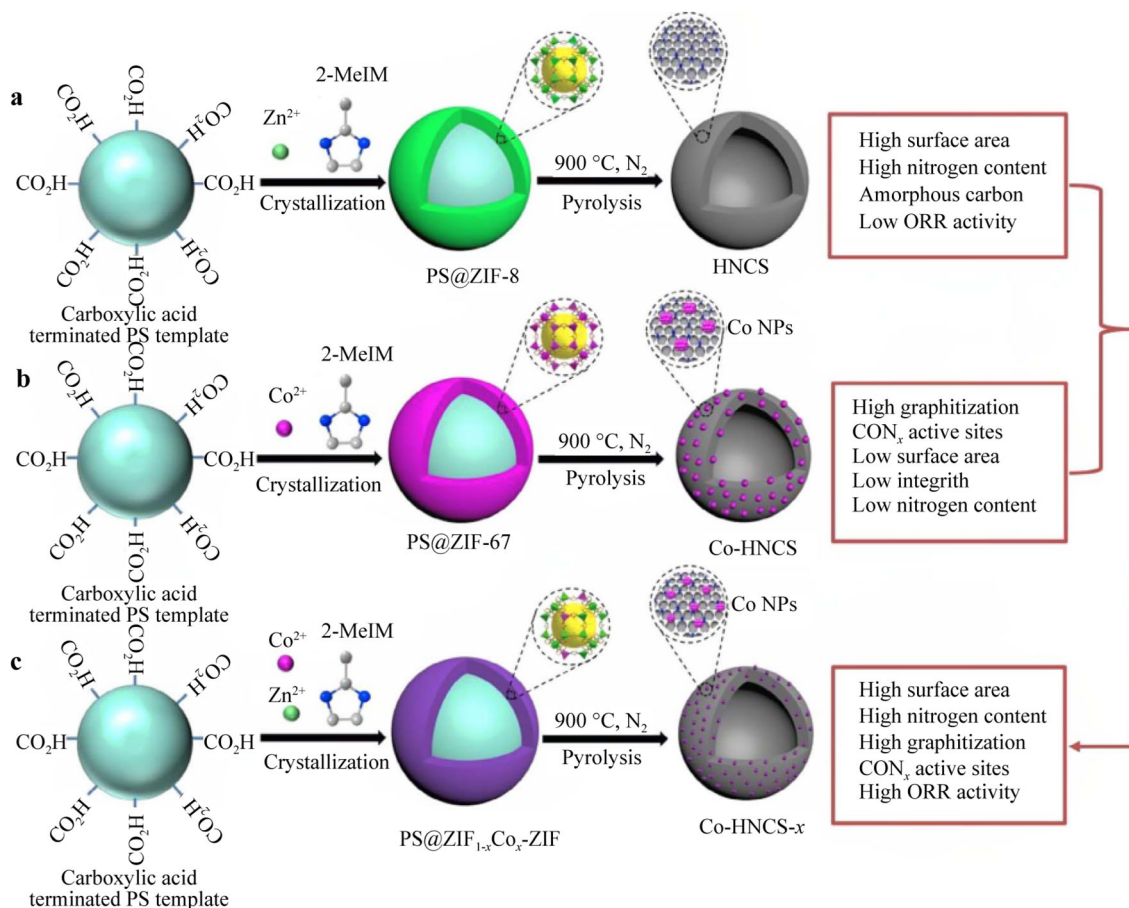 a
CO₂H
CO₂H
CO₂H
CO₂H
CO₂H
CO₂H
CO₂H
CO₂H
Carboxylic acid
terminated PS template
Zn²⁺
2-MeIM
Crystallization
PS@ZIF-8
900 °C, N₂
Pyrolysis
HNCS
High surface area
High nitrogen content
Amorphous carbon
Low ORR activity
b
CO₂H
CO₂H
CO₂H
CO₂H
CO₂H
CO₂H
CO₂H
CO₂H
Carboxylic acid
terminated PS template
Co²⁺
2-MeIM
Crystallization
PS@ZIF-67
900 °C, N₂
Pyrolysis
Co NPs
Co-HNCS
High graphitization
CONₓ active sites
Low surface area
Low integrith
Low nitrogen content
c
CO₂H
CO₂H
CO₂H
CO₂H
CO₂H
CO₂H
CO₂H
CO₂H
Carboxylic acid
terminated PS template
Co²⁺
Zn²⁺
2-MeIM
Crystallization
PS@ZIF₁₋ₓCoₓ-ZIF
900 °C, N₂
Pyrolysis
Co NPs
Co-HNCS-x
High surface area
High nitrogen content
High graphitization
CONₓ active sites
High ORR activity